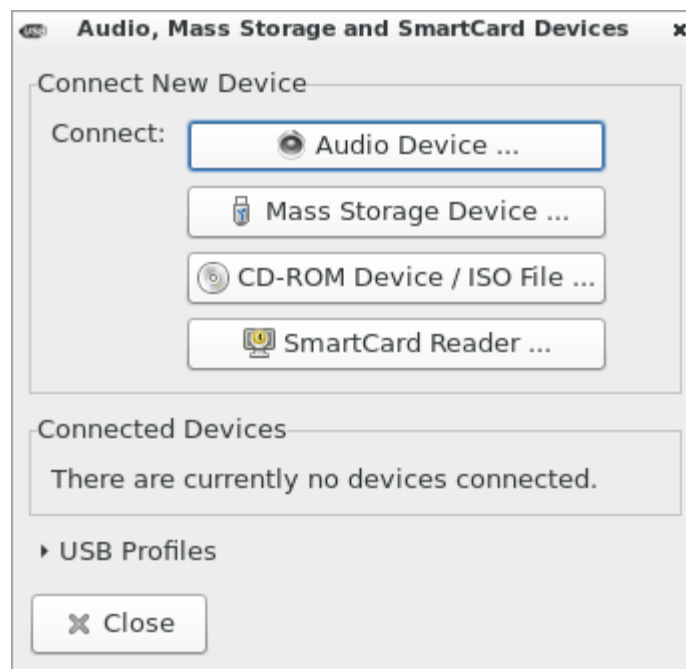 Audio, Mass Storage and SmartCard Devices
Connect New Device
Connect:
Audio Device ...
Mass Storage Device ...
CD-ROM Device / ISO File ...
SmartCard Reader ...
Connected Devices
There are currently no devices connected.
USB Profiles
Close